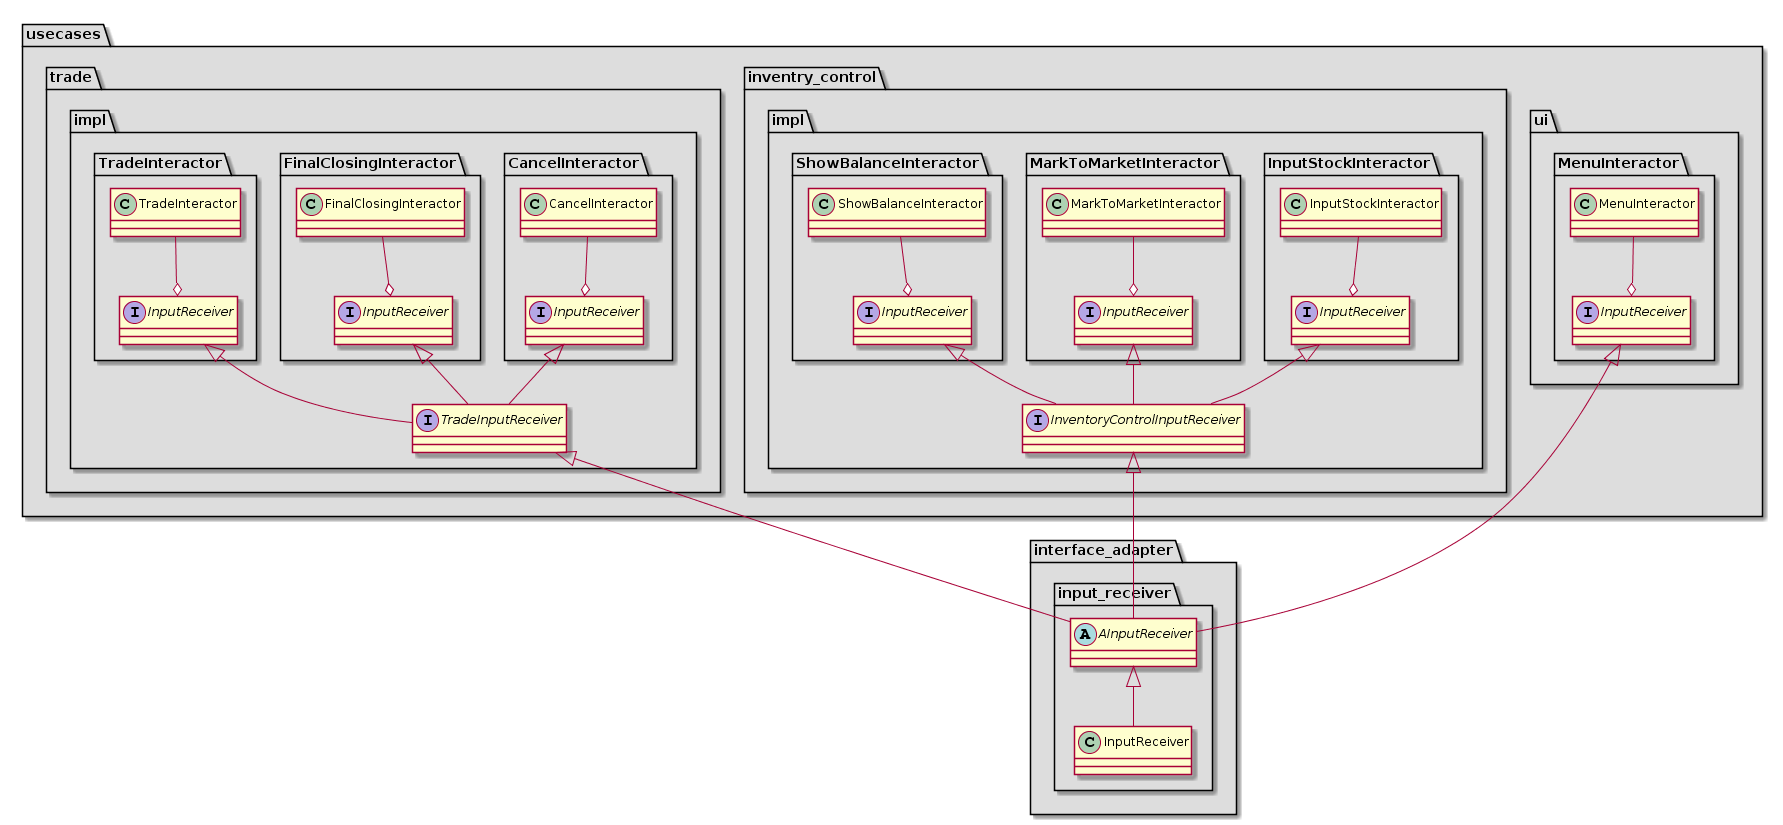 usecases
trade
inventry_control
impl
impl
ui
TradeInteractor
FinalClosingInteractor
CancelInteractor
ShowBalanceInteractor
MarkToMarketInteractor
InputStockInteractor
MenuInteractor
C TradeInteractor
C FinalClosingInteractor
C CancelInteractor
C ShowBalanceInteractor
C MarkToMarketInteractor
C InputStockInteractor
C MenuInteractor
I InputReceiver
I InputReceiver
I InputReceiver
I InputReceiver
I InputReceiver
I InputReceiver
I InputReceiver
I TradeInputReceiver
I InventoryControlInputReceiver
interface_adapter
input_receiver
A AInputReceiver
C InputReceiver